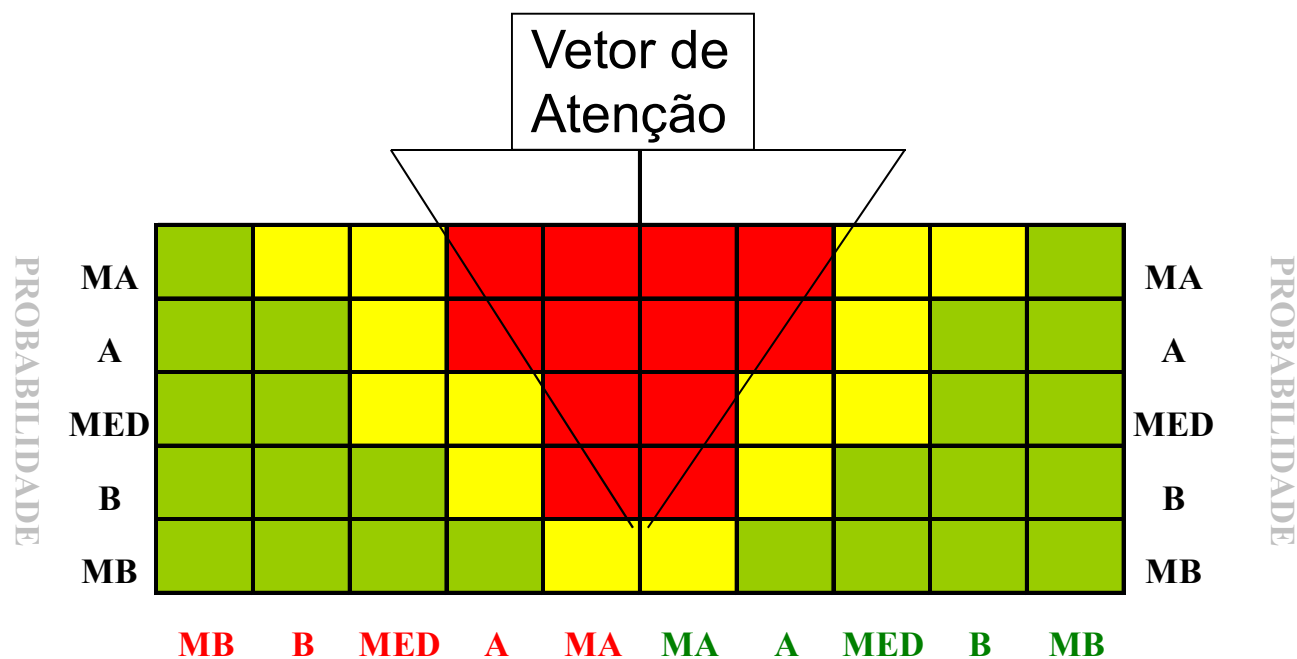 Vetor de
Atenção
PROBABILIDADE
MA
MA
PROBABILIDADE
A
A
MED
MED
B
B
MB
MB
MB B MED A MA MA A MED B MB